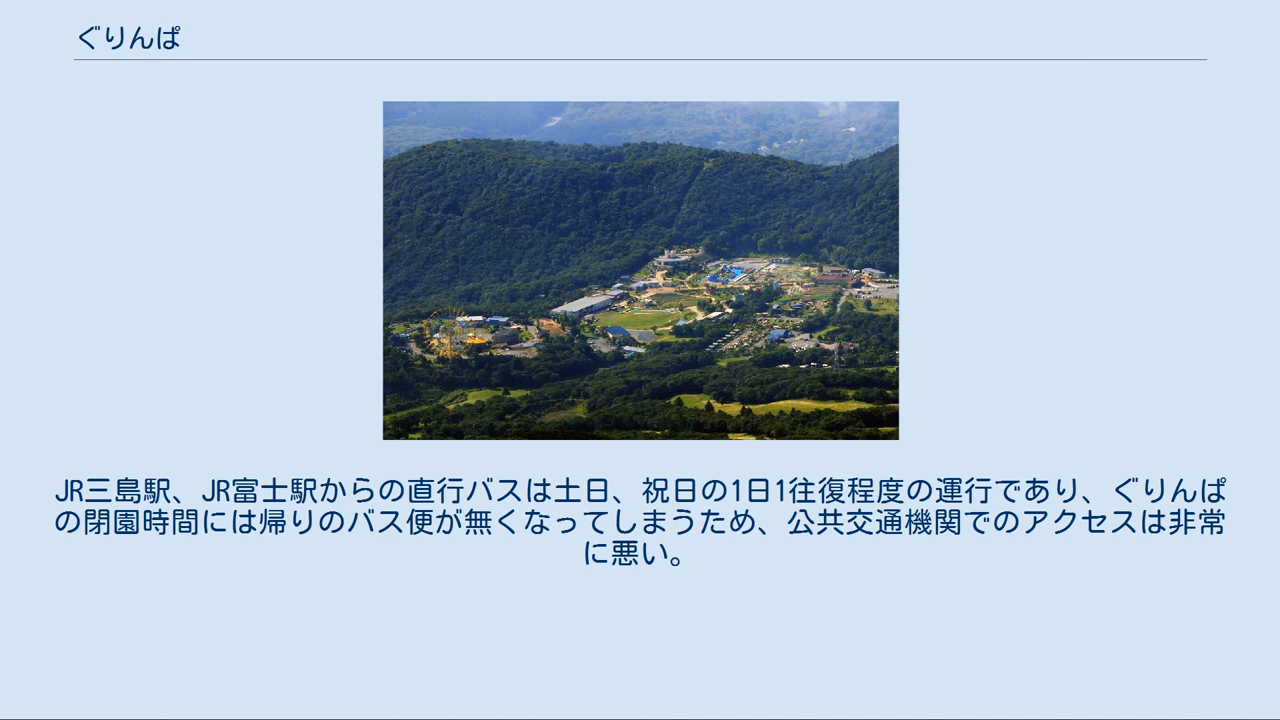 ぐりんぱ
JR三島駅、JR富士駅からの直行バスは土日、祝日の1日1往復程度の運行であり、ぐりんぱ
の閉園時間には帰りのバス便が無くなってしまうため、公共交通機関でのアクセスは非常
に悪い。